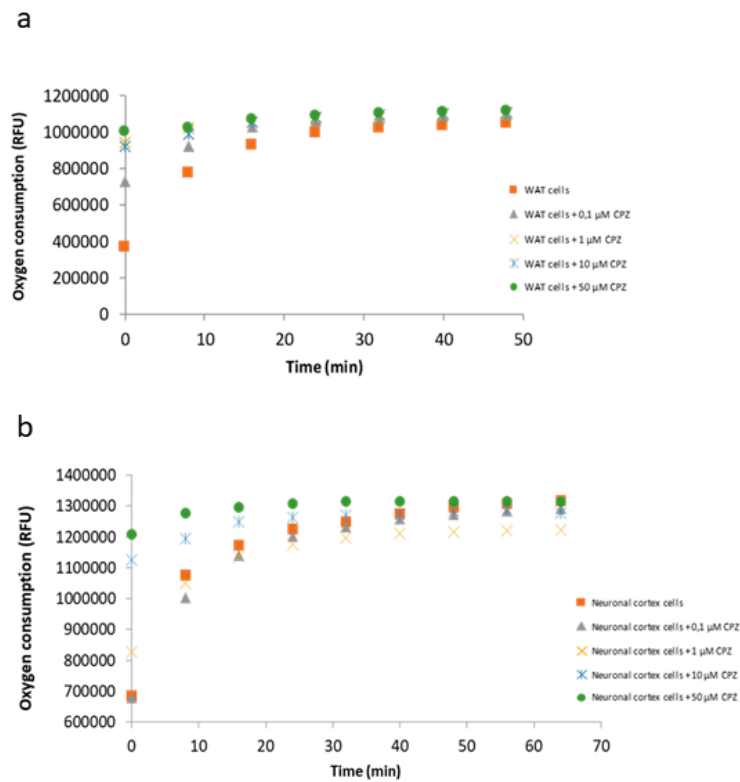 a
Oxygen consumption (RFU)
1200000
1000000
800000
600000
400000
200000
0
0 10 20 30 40 50
Time (min)
WAT cells
WAT cells + 0,1 µM CPZ
WAT cells + 1 µM CPZ
WAT cells + 10 µM CPZ
WAT cells + 50 µM CPZ
b
Oxygen consumption (RFU)
1400000
1300000
1200000
1100000
1000000
900000
800000
700000
600000
0 10 20 30 40 50 60 70
Time (min)
Neuronal cortex cells
Neuronal cortex cells +0,1 µM CPZ
Neuronal cortex cells +1 µM CPZ
Neuronal cortex cells +10 µM CPZ
Neuronal cortex cells +50 µM CPZ